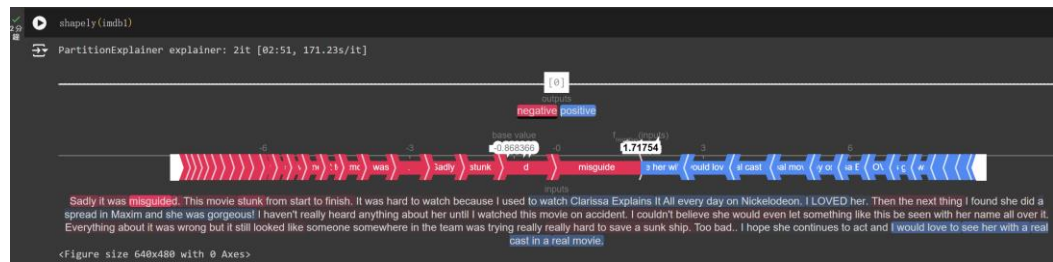 2分
鐘
shapely(imdb1)
PartitionExplainer explainer: 2it [02:51, 171.23s/it]
[0]
outputs
negative positive
base value
(inputs)
-6 -3 -0 3 6
-0.868366 1.71754
was Sadly stunk d misguide
inputs
Sadly it was misguided. This movie stunk from start to finish. It was hard to watch because I used to watch Clarissa Explains It All every day on Nickelodeon. I LOVED her. Then the next thing I found she did a
spread in Maxim and she was gorgeous! I haven't really heard anything about her until I watched this movie on accident. I couldn't believe she would even let something like this be seen with her name all over it.
Everything about it was wrong but it still looked like someone somewhere in the team was trying really really hard to save a sunk ship. Too bad.. I hope she continues to act and I would love to see her with a real
cast in a real movie.
<Figure size 640x480 with 0 Axes>